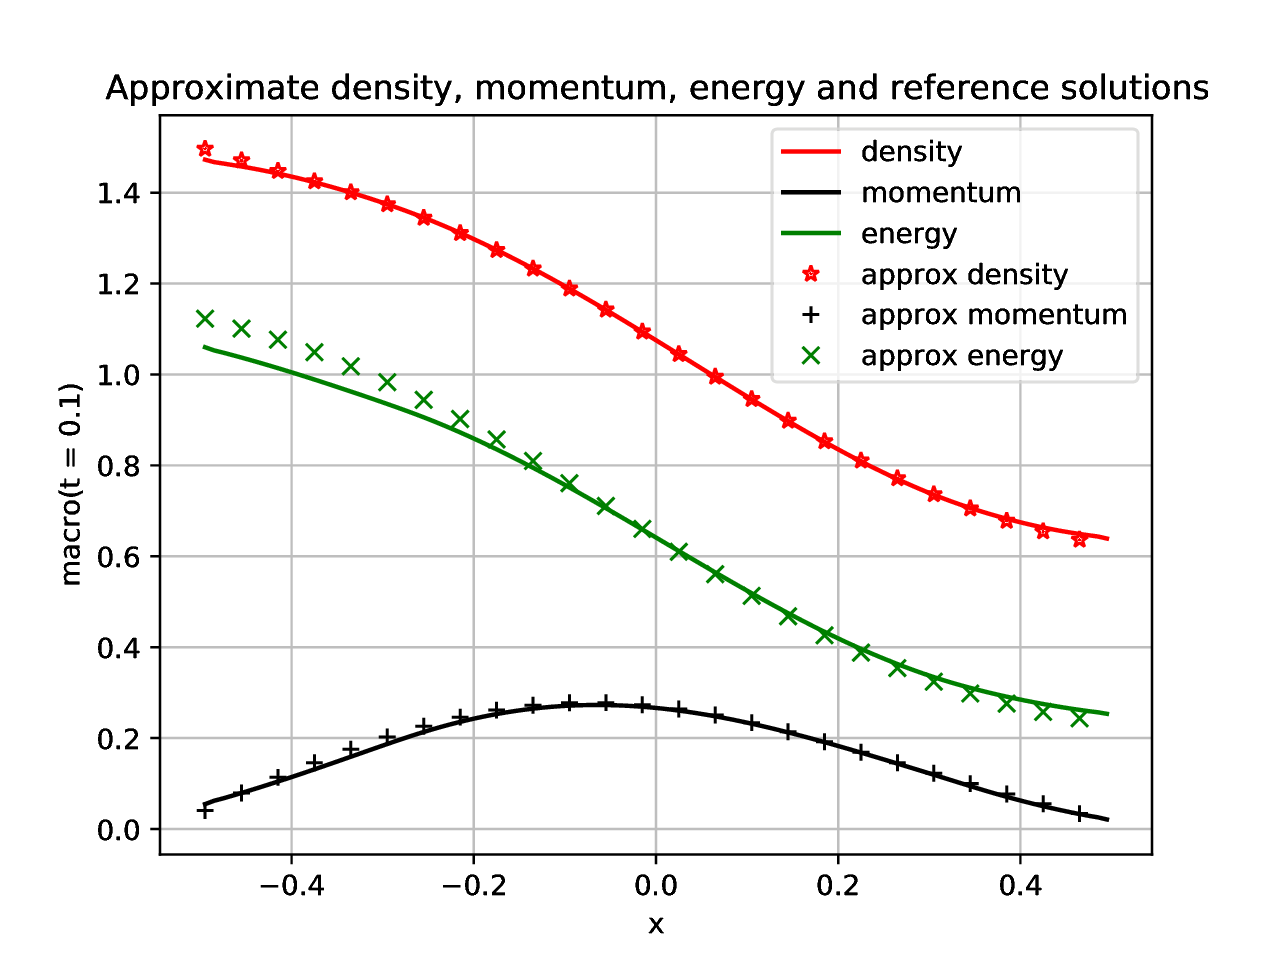 Approximate density, momentum, energy and reference solutions
density
momentum
energy
approx density
approx momentum
approx energy
macro(t = 0.1)
1.4
1.2
1.0
0.8
0.6
0.4
0.2
0.0
−0.4 −0.2 0.0 0.2 0.4
x